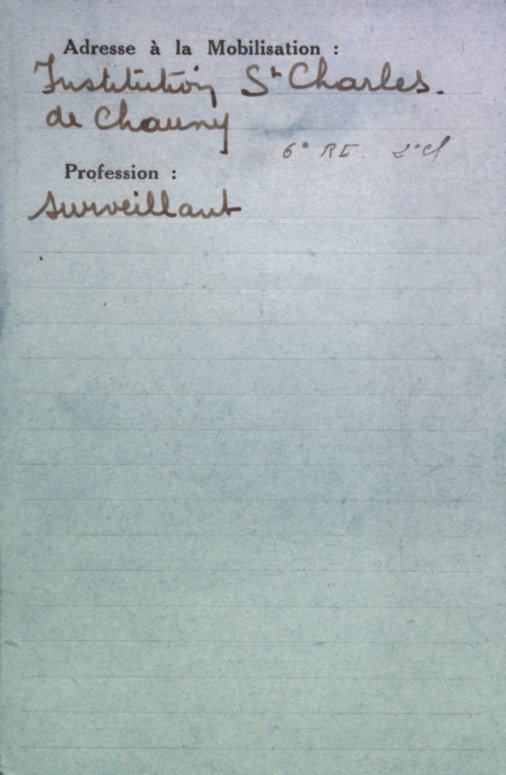 Adresse à la Mobilisation :
Institution St Charles.
de Chauny
6e RE. 2e Cl
Profession :
surveillant